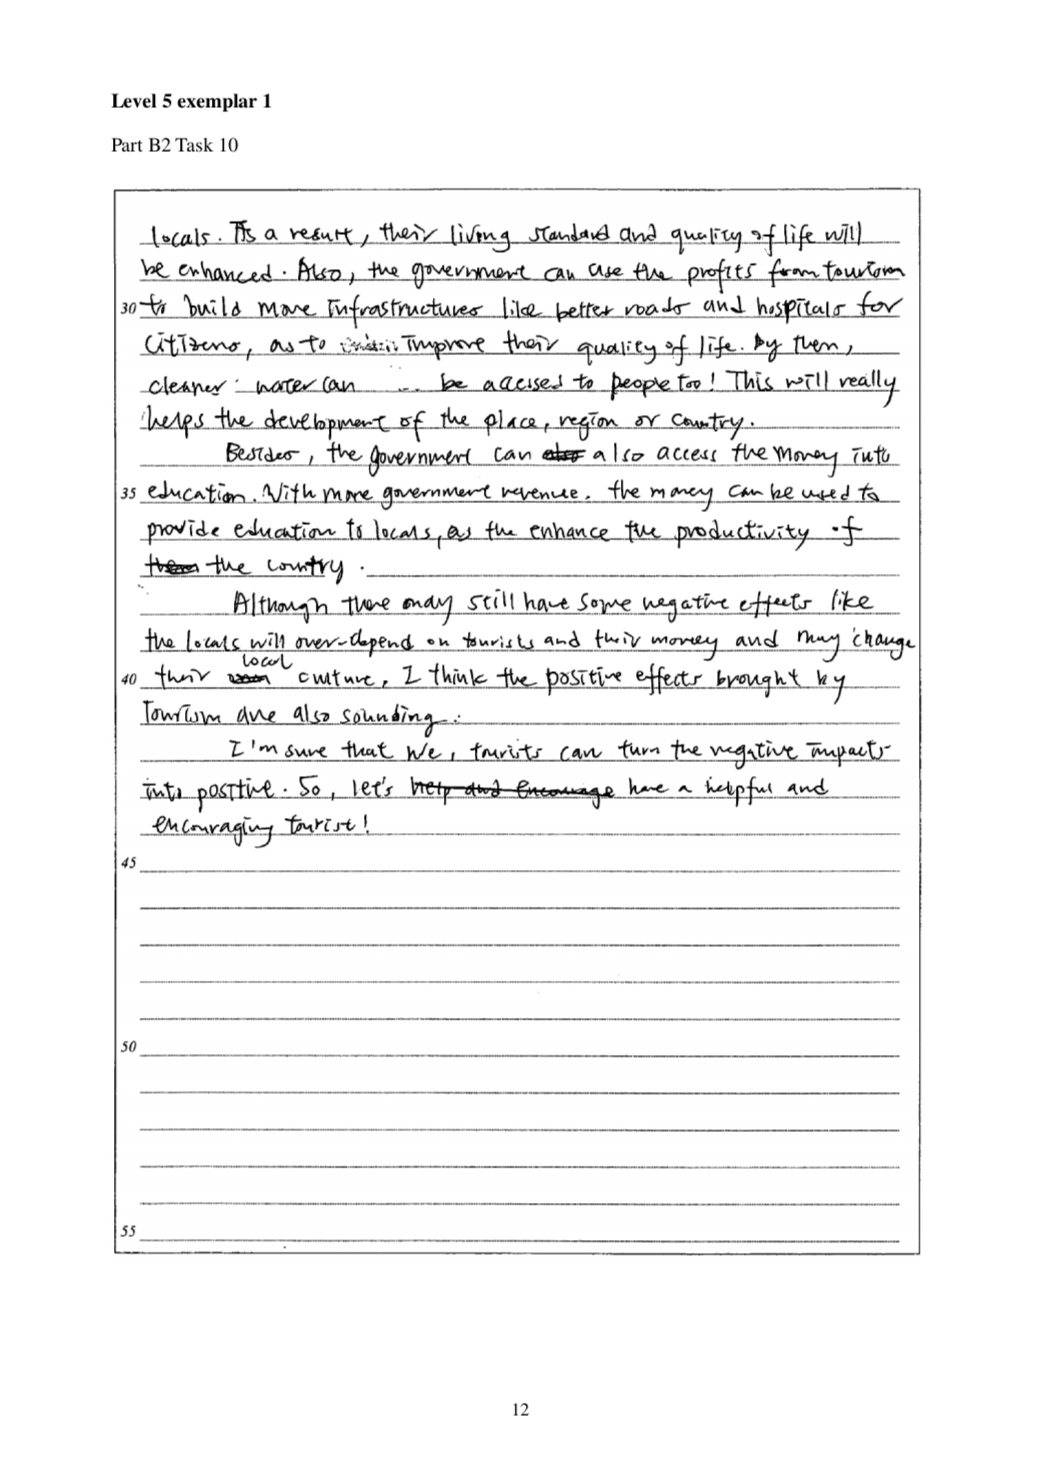 Level 5 exemplar 1
Part B2 Task 10
locals. As a result, their living standard and quality of life will
be enhanced. Also, the government can use the profits from tourism
30 to build more infrastructures like better roads and hospitals for
citizens, as to improve their quality of life. By them,
cleaner water can be accised to people too! This will really
helps the development of the place, region or country.
Besides, the government can also also access the money into
35 education. With more government revenue, the money can be used to
provide education to locals, as the enhance the productivity of
them the country.
Although there may still have some negative effects like
the locals will over-depend on tourists and their money and may change
local
40 their culture, I think the positive effects brought by
Tourism are also sounding.
I'm sure that we, tourists can turn the negative impacts
into positive. So, let's help and encourage have a helpful and
encouraging tourist!
45
50
55
12